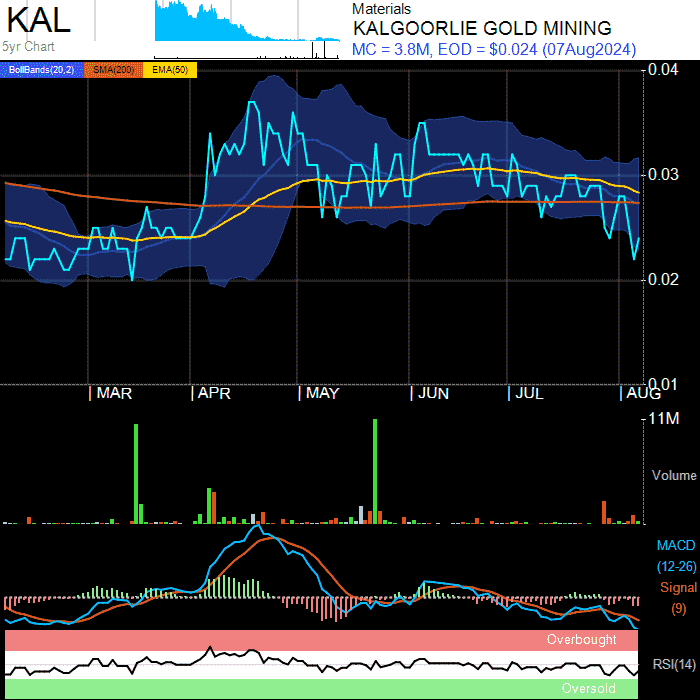 KAL
5yr Chart
Materials
KALGOORLIE GOLD MINING
MC = 3.8M, EOD = $0.024 (07Aug2024)
BollBands(20,2) SMA(200) EMA(50)
0.04
0.03
0.02
0.01
MAR APR MAY JUN JUL AUG
11M
Volume
MACD
(12-26)
Signal
(9)
Overbought
RSI(14)
Oversold